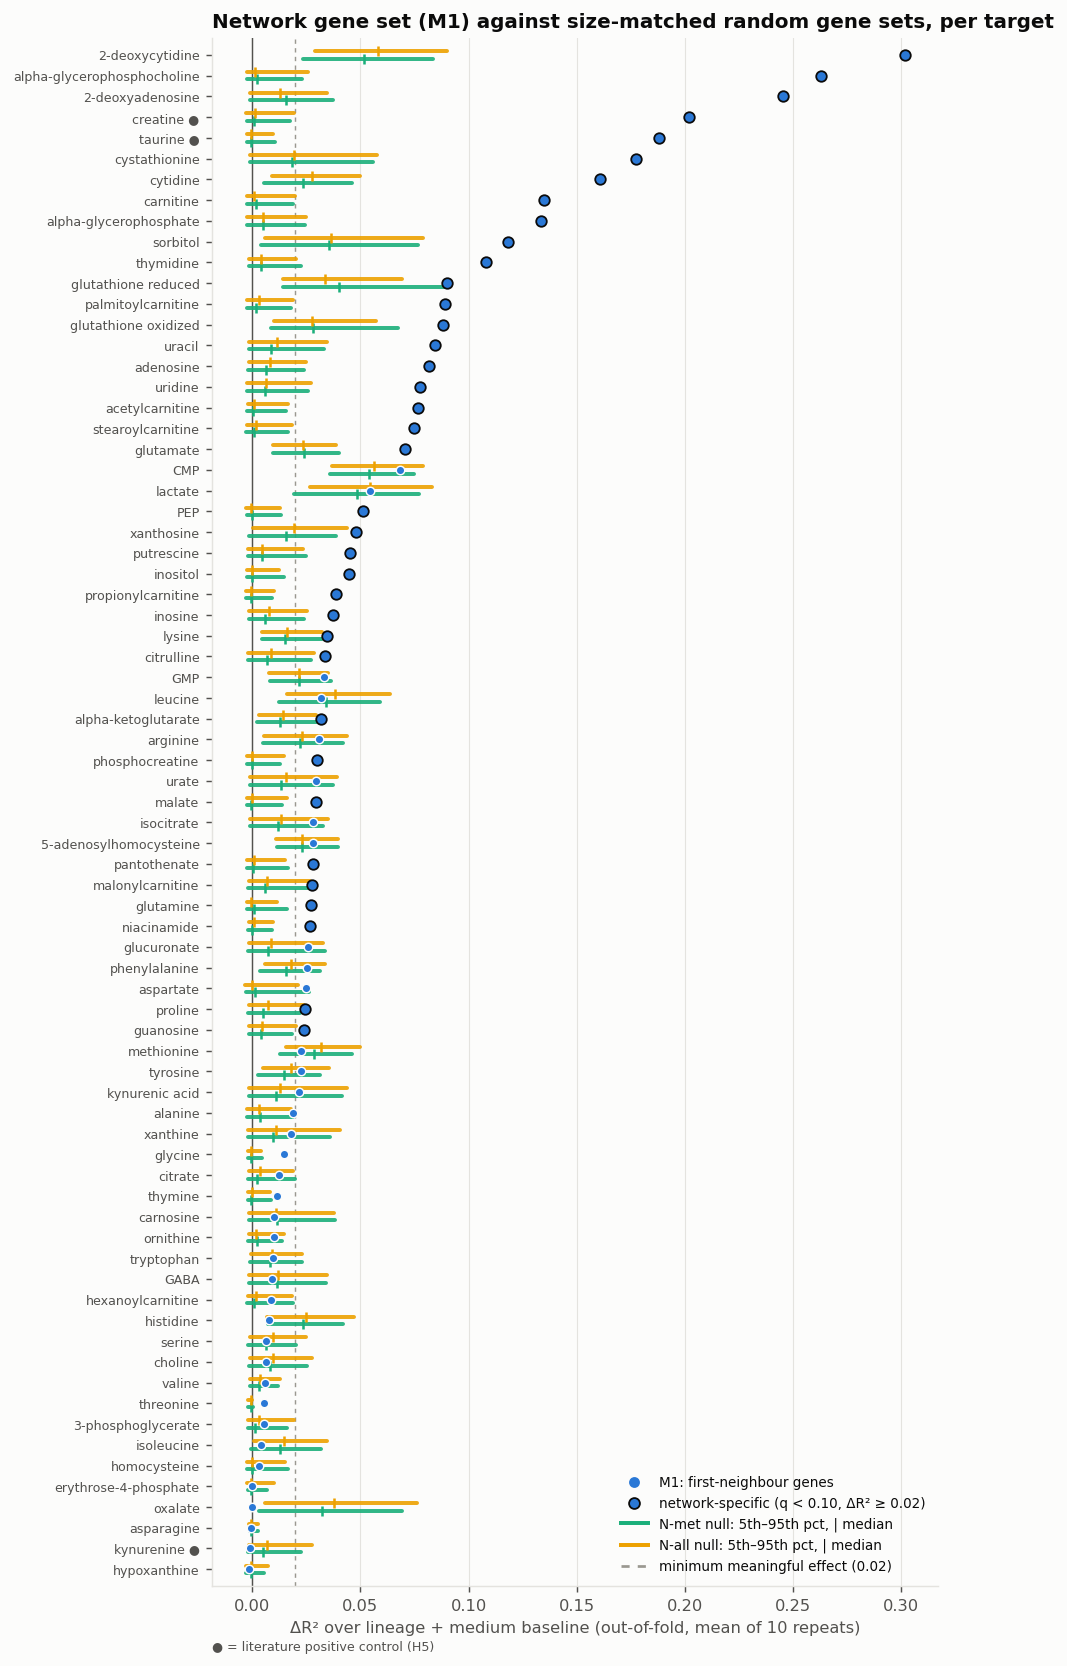 Network gene set (M1) against size-matched random gene sets, per target
2-deoxycytidine
alpha-glycerophosphocholine
2-deoxyadenosine
creatine ●
taurine ●
cystathionine
cytidine
carnitine
alpha-glycerophosphate
sorbitol
thymidine
glutathione reduced
palmitoylcarnitine
glutathione oxidized
uracil
adenosine
uridine
acetylcarnitine
stearoylcarnitine
glutamate
CMP
lactate
PEP
xanthosine
putrescine
inositol
propionylcarnitine
inosine
lysine
citrulline
GMP
leucine
alpha-ketoglutarate
arginine
phosphocreatine
urate
malate
isocitrate
5-adenosylhomocysteine
pantothenate
malonylcarnitine
glutamine
niacinamide
glucuronate
phenylalanine
aspartate
proline
guanosine
methionine
tyrosine
kynurenic acid
alanine
xanthine
glycine
citrate
thymine
carnosine
ornithine
tryptophan
GABA
hexanoylcarnitine
histidine
serine
choline
valine
threonine
3-phosphoglycerate
isoleucine
homocysteine
erythrose-4-phosphate
oxalate
asparagine
kynurenine ●
hypoxanthine
M1: first-neighbour genes
network-specific (q < 0.10, ΔR² ≥ 0.02)
N-met null: 5th–95th pct, | median
N-all null: 5th–95th pct, | median
minimum meaningful effect (0.02)
0.00 0.05 0.10 0.15 0.20 0.25 0.30
ΔR² over lineage + medium baseline (out-of-fold, mean of 10 repeats)
● = literature positive control (H5)